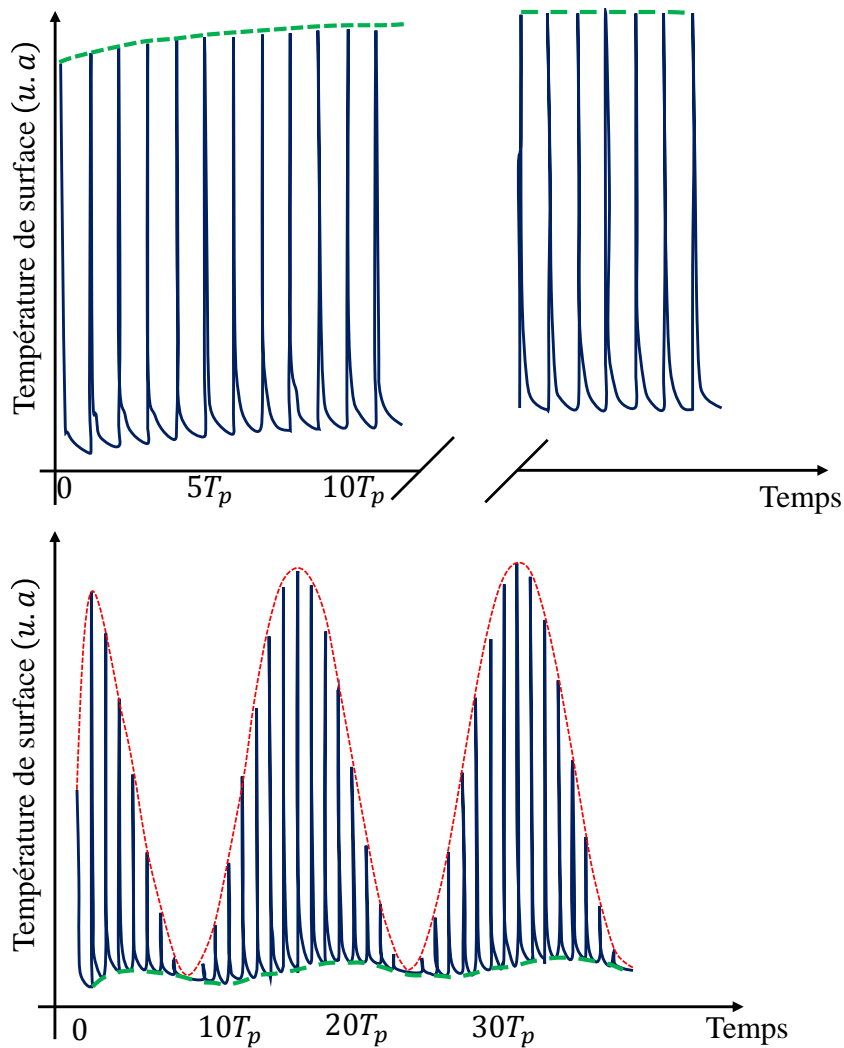 Température de surface (u. a)
0
5Tₚ
10Tₚ
Temps
Température de surface (u. a)
0
10Tₚ
20Tₚ
30Tₚ
Temps